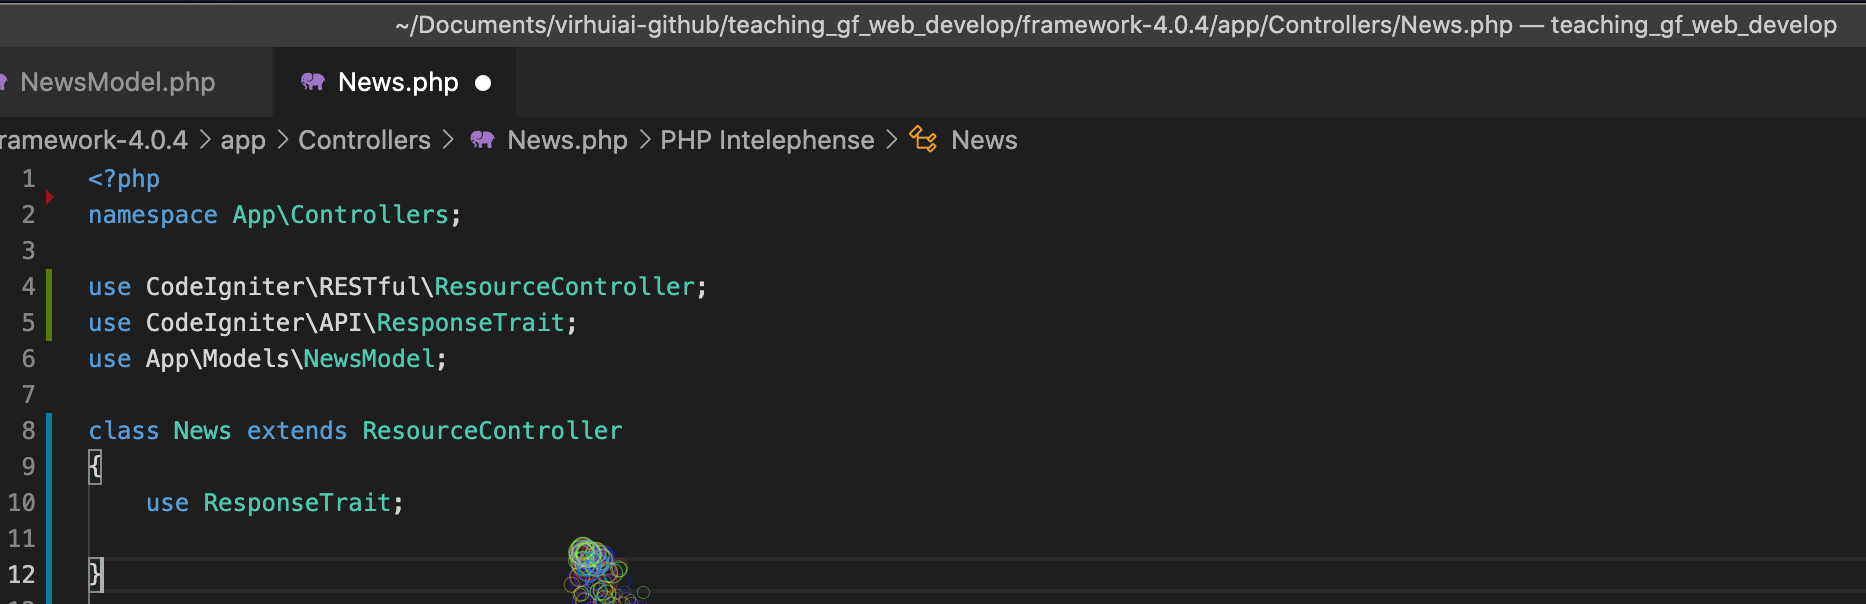 ~/Documents/virhuiai-github/teaching_gf_web_develop/framework-4.0.4/app/Controllers/News.php — teaching_gf_web_develop
NewsModel.php News.php
ramework-4.0.4 > app > Controllers > News.php > PHP Intelephense > News
1 <?php
2 namespace App\Controllers;
3
4 use CodeIgniter\RESTful\ResourceController;
5 use CodeIgniter\API\ResponseTrait;
6 use App\Models\NewsModel;
7
8 class News extends ResourceController
9 {
10 use ResponseTrait;
11
12 }